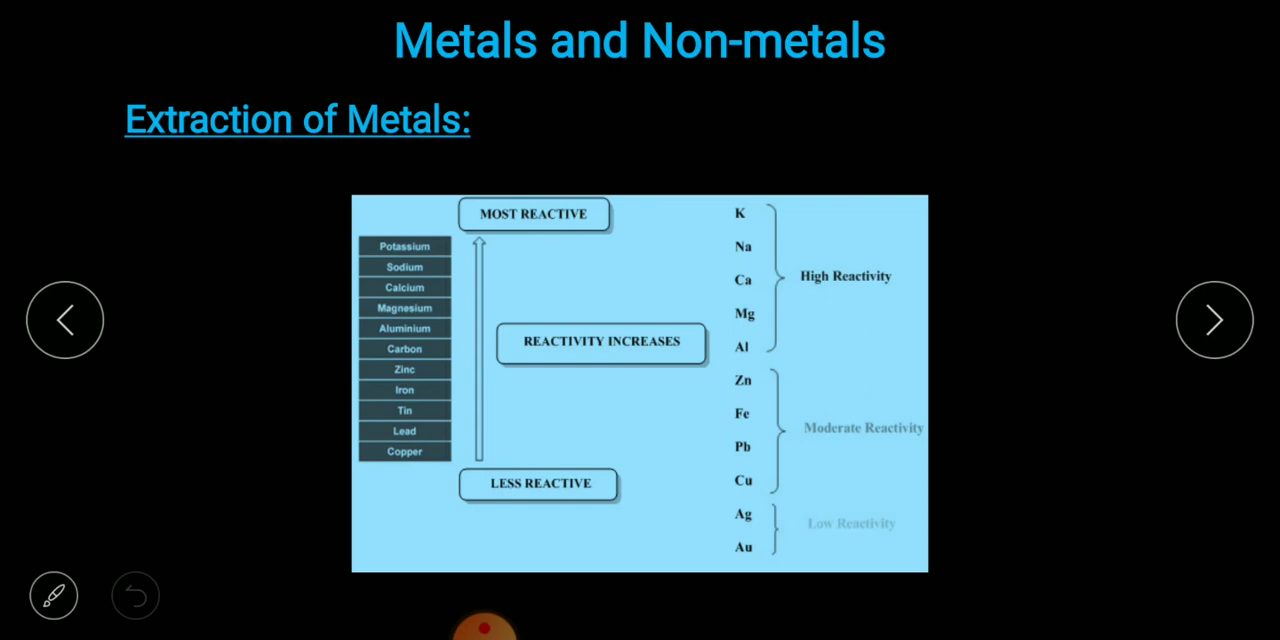 Metals and Non-metals
Extraction of Metals:
MOST REACTIVE
Potassium
Sodium
Calcium
Magnesium
Aluminium
Carbon
Zinc
Iron
Tin
Lead
Copper
REACTIVITY INCREASES
LESS REACTIVE
K
Na
Ca
Mg
Al
High Reactivity
Zn
Fe
Pb
Cu
Moderate Reactivity
Ag
Au
Low Reactivity